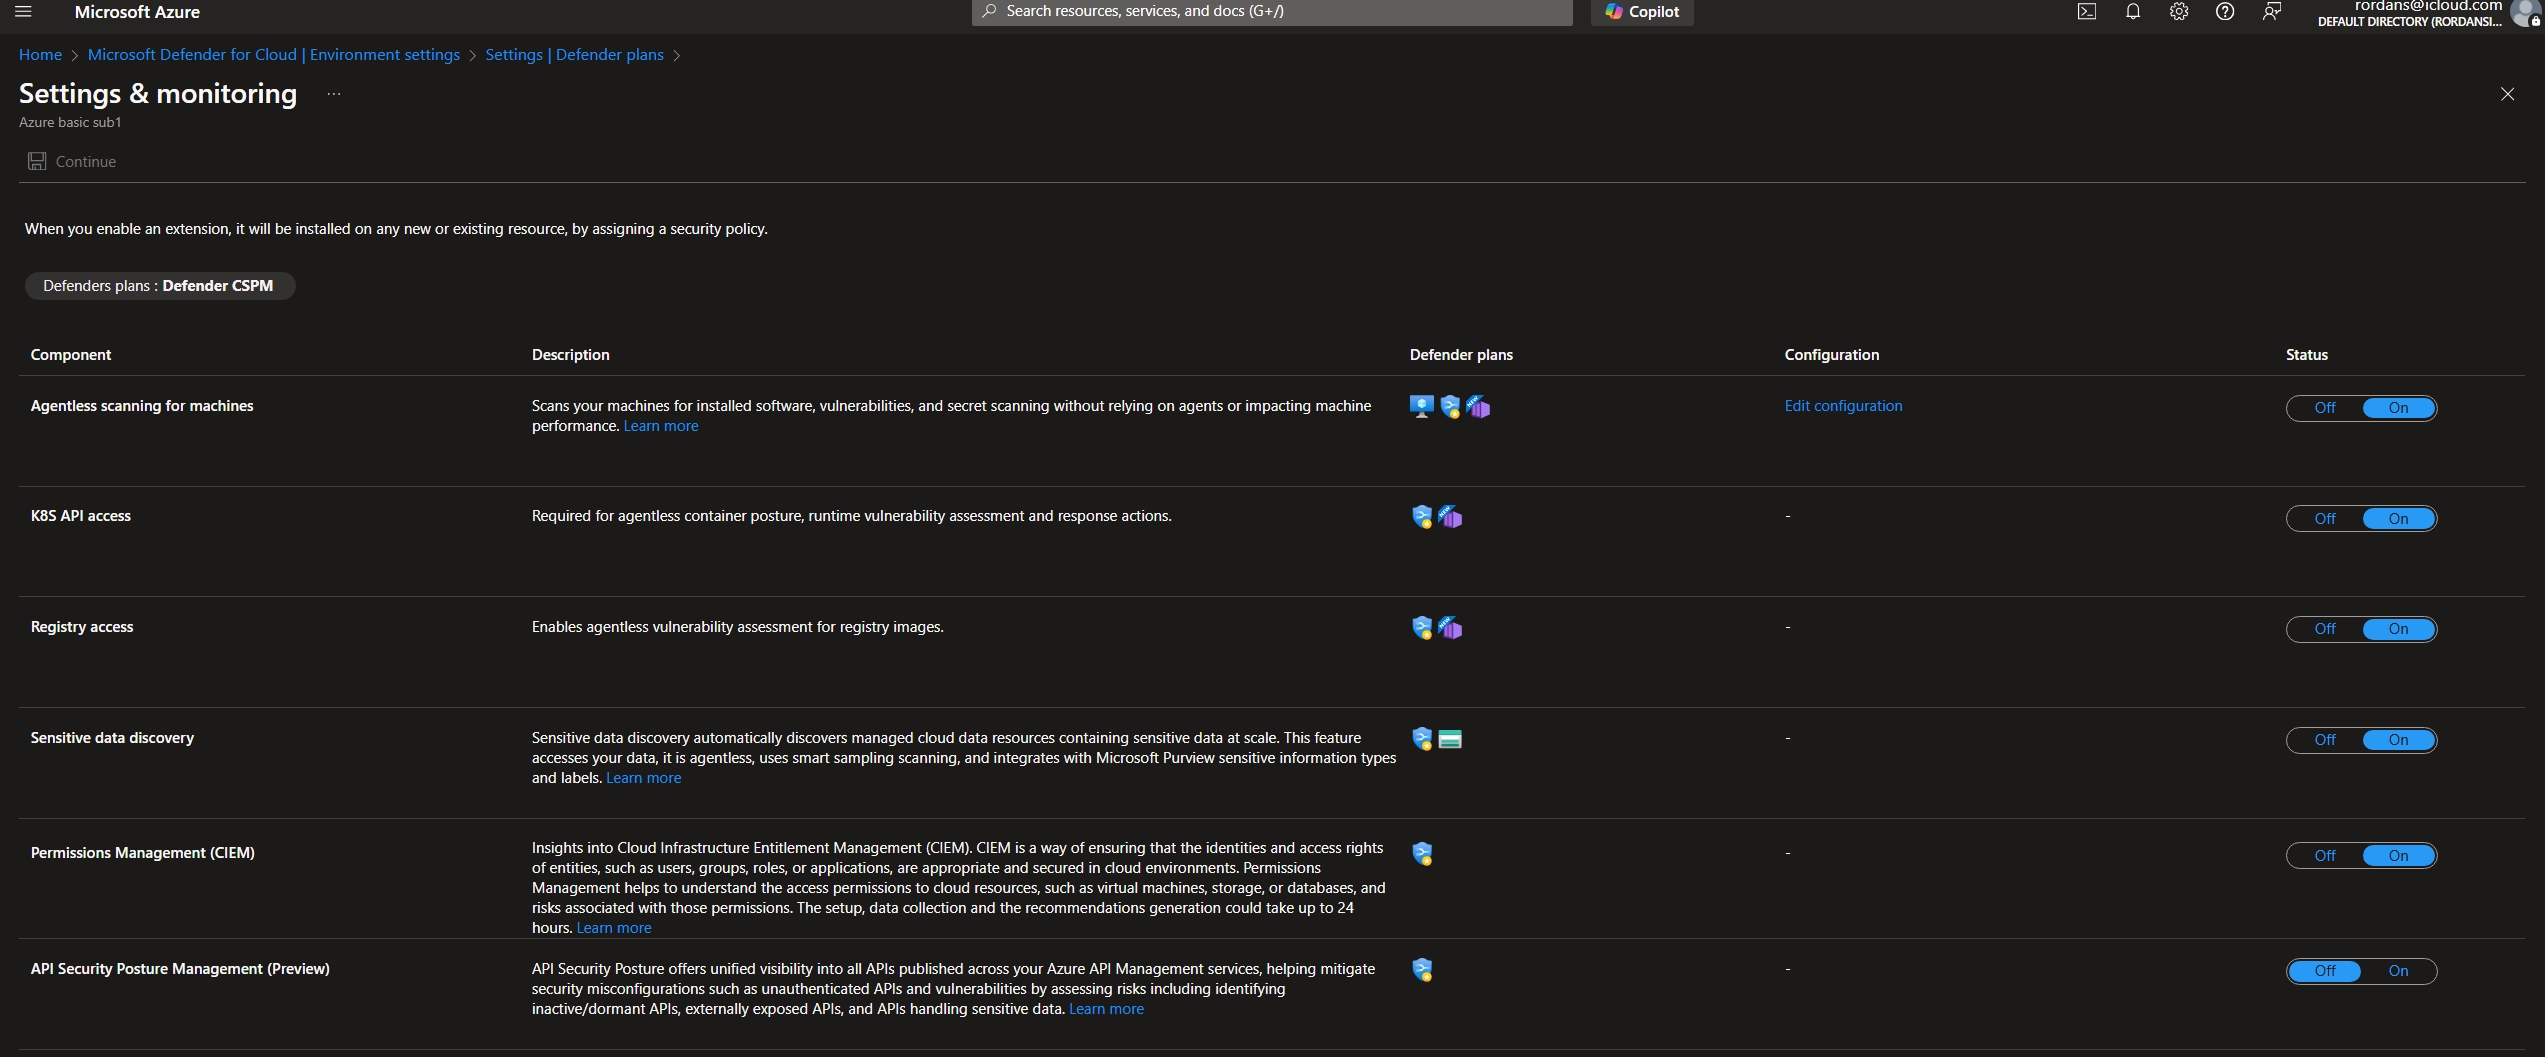 Microsoft Azure
Search resources, services, and docs (G+/)
Copilot
rordans@icloud.com
DEFAULT DIRECTORY (RORDANSI...
Home > Microsoft Defender for Cloud | Environment settings > Settings | Defender plans >
Settings & monitoring ...
Azure basic sub1
Continue
When you enable an extension, it will be installed on any new or existing resource, by assigning a security policy.
Defenders plans : Defender CSPM
Component Description Defender plans Configuration Status
Agentless scanning for machines
Scans your machines for installed software, vulnerabilities, and secret scanning without relying on agents or impacting machine
performance. Learn more
NEW
Edit configuration
Off On
K8S API access
Required for agentless container posture, runtime vulnerability assessment and response actions.
NEW
-
Off On
Registry access
Enables agentless vulnerability assessment for registry images.
NEW
-
Off On
Sensitive data discovery
Sensitive data discovery automatically discovers managed cloud data resources containing sensitive data at scale. This feature
accesses your data, it is agentless, uses smart sampling scanning, and integrates with Microsoft Purview sensitive information types
and labels. Learn more
-
Off On
Permissions Management (CIEM)
Insights into Cloud Infrastructure Entitlement Management (CIEM). CIEM is a way of ensuring that the identities and access rights
of entities, such as users, groups, roles, or applications, are appropriate and secured in cloud environments. Permissions
Management helps to understand the access permissions to cloud resources, such as virtual machines, storage, or databases, and
risks associated with those permissions. The setup, data collection and the recommendations generation could take up to 24
hours. Learn more
-
Off On
API Security Posture Management (Preview)
API Security Posture offers unified visibility into all APIs published across your Azure API Management services, helping mitigate
security misconfigurations such as unauthenticated APIs and vulnerabilities by assessing risks including identifying
inactive/dormant APIs, externally exposed APIs, and APIs handling sensitive data. Learn more
-
Off On